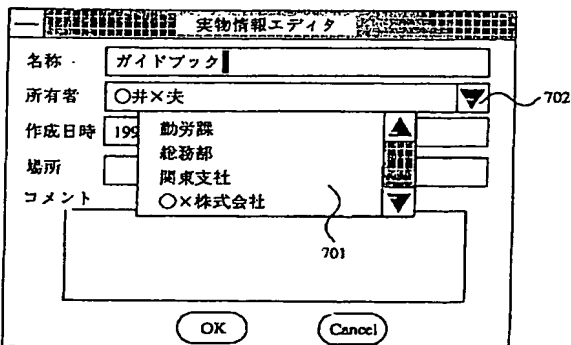 実物情報エディタ
名称 ガイドブック
所有者 ○井×夫
702
作成日時 199
勤労課
総務部
場所
関東支社
コメント
○×株式会社
701
OK Cancel